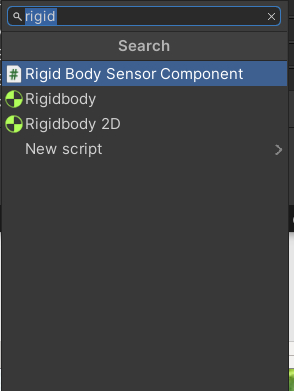 rigid
Search
Rigid Body Sensor Component
Rigidbody
Rigidbody 2D
New script